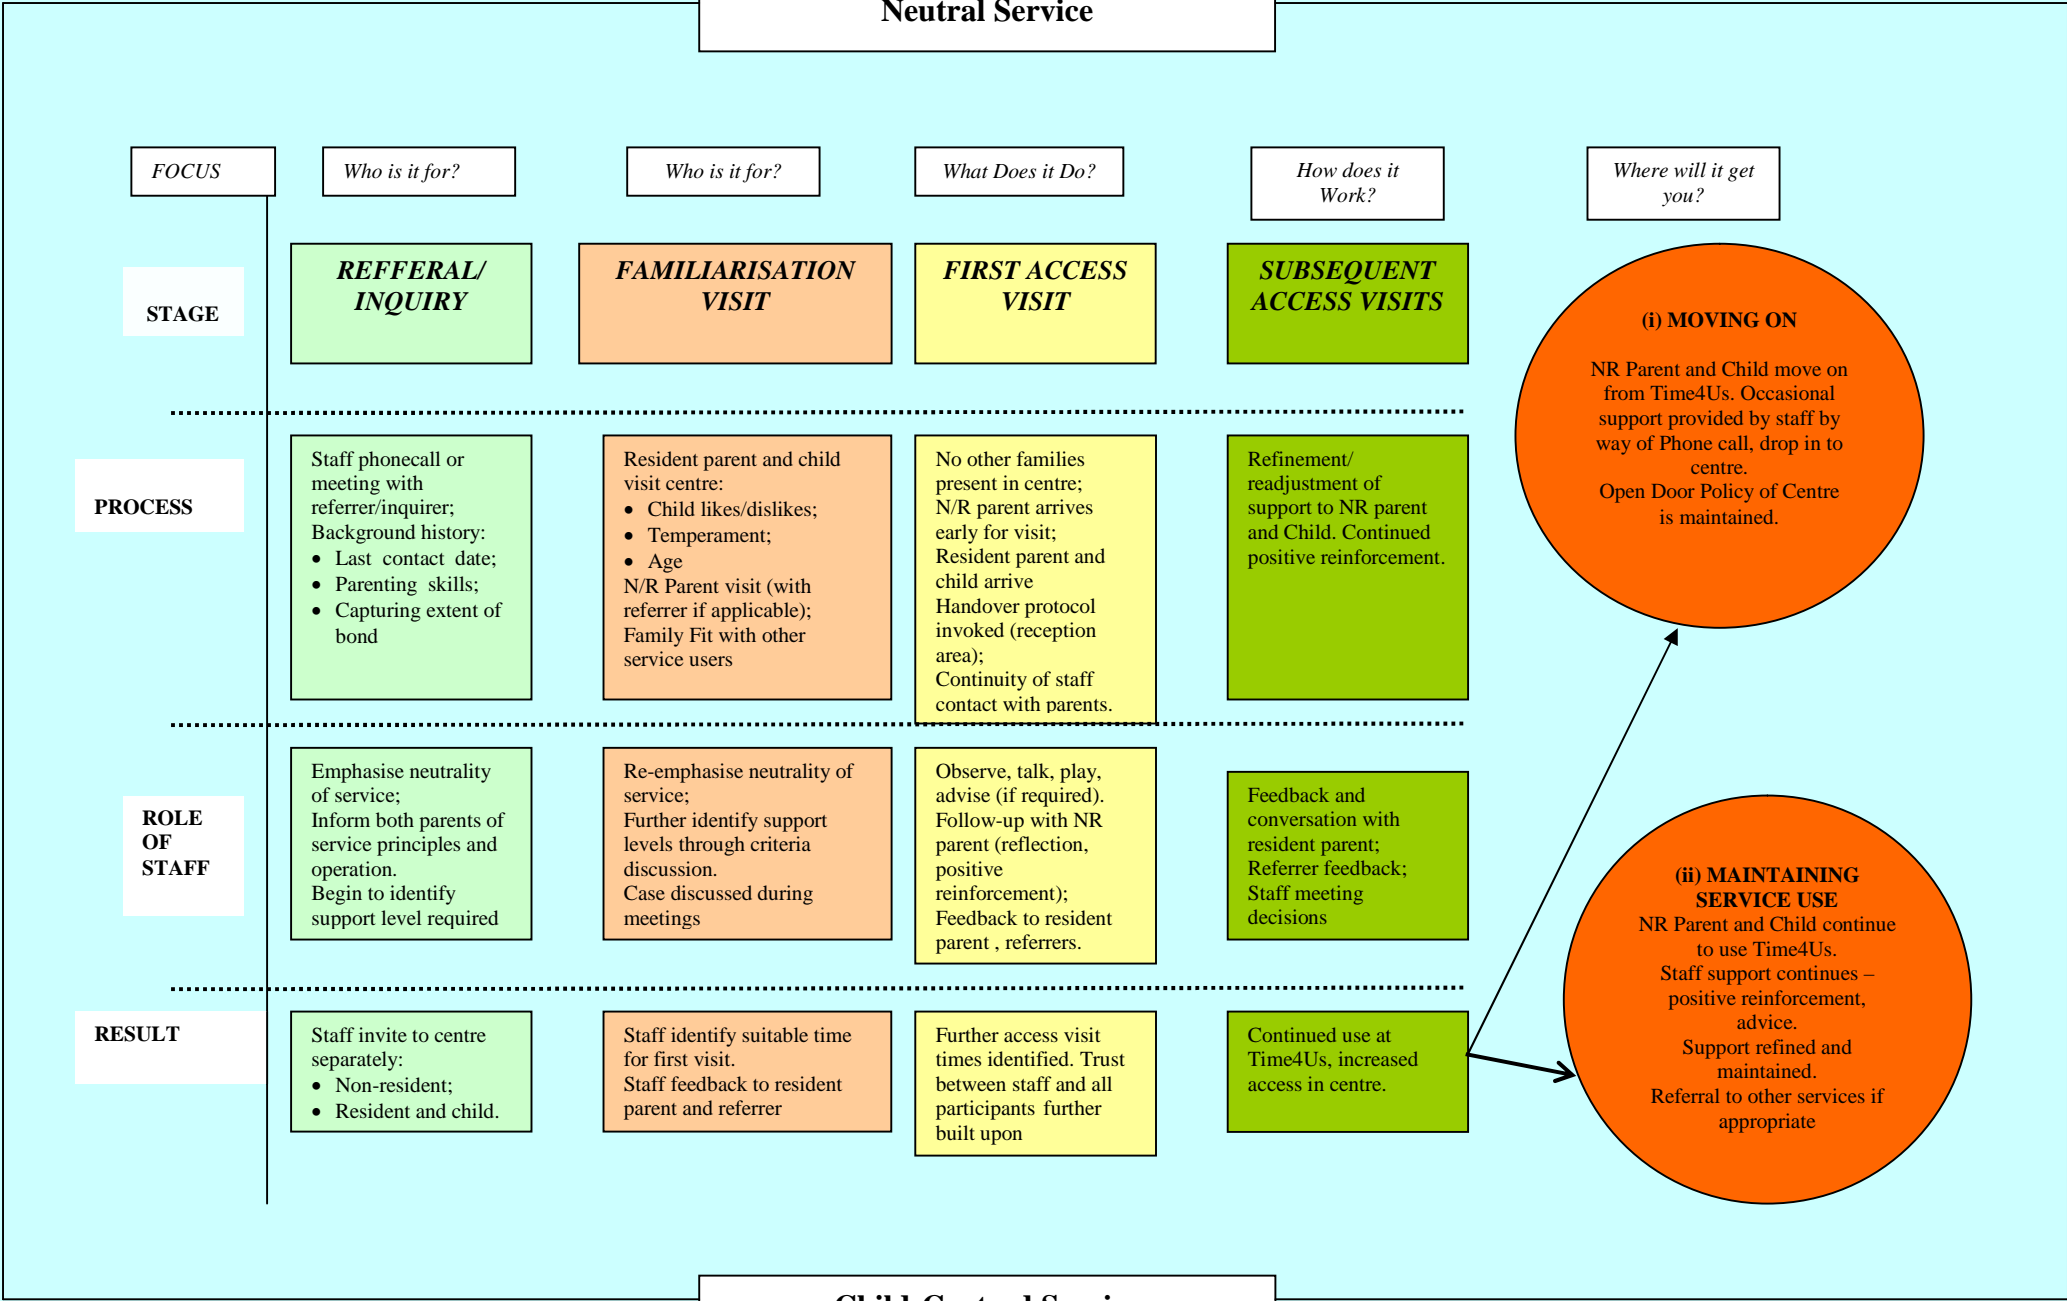 Neutral Service
FOCUS
Who is it for?
Who is it for?
What Does it Do?
How does it
Work?
Where will it get
you?
STAGE
REFFERAL/
INQUIRY
FAMILIARISATION
VISIT
FIRST ACCESS
VISIT
SUBSEQUENT
ACCESS VISITS
(i) MOVING ON
NR Parent and Child move on
from Time4Us. Occasional
support provided by staff by
way of Phone call, drop in to
centre.
Open Door Policy of Centre
is maintained.
PROCESS
Staff phonecall or
meeting with
referrer/inquirer;
Background history:
• Last contact date;
• Parenting skills;
• Capturing extent of
bond
Resident parent and child
visit centre:
• Child likes/dislikes;
• Temperament;
• Age
N/R Parent visit (with
referrer if applicable);
Family Fit with other
service users
No other families
present in centre;
N/R parent arrives
early for visit;
Resident parent and
child arrive
Handover protocol
invoked (reception
area);
Continuity of staff
contact with parents.
Refinement/
readjustment of
support to NR parent
and Child. Continued
positive reinforcement.
ROLE
OF
STAFF
Emphasise neutrality
of service;
Inform both parents of
service principles and
operation.
Begin to identify
support level required
Re-emphasise neutrality of
service;
Further identify support
levels through criteria
discussion.
Case discussed during
meetings
Observe, talk, play,
advise (if required).
Follow-up with NR
parent (reflection,
positive
reinforcement);
Feedback to resident
parent , referrers.
Feedback and
conversation with
resident parent;
Referrer feedback;
Staff meeting
decisions
(ii) MAINTAINING
SERVICE USE
NR Parent and Child continue
to use Time4Us.
Staff support continues –
positive reinforcement,
advice.
Support refined and
maintained.
Referral to other services if
appropriate
RESULT
Staff invite to centre
separately:
• Non-resident;
• Resident and child.
Staff identify suitable time
for first visit.
Staff feedback to resident
parent and referrer
Further access visit
times identified. Trust
between staff and all
participants further
built upon
Continued use at
Time4Us, increased
access in centre.